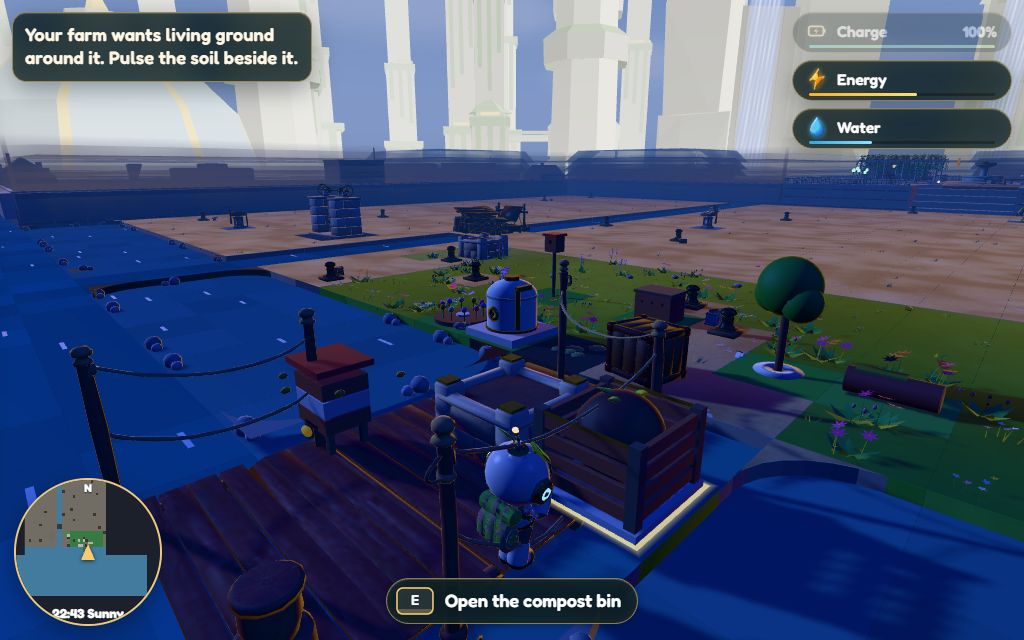 Your farm wants living ground
around it. Pulse the soil beside it.
Charge 100%
Energy
Water
N
22:43 Sunny
E Open the compost bin